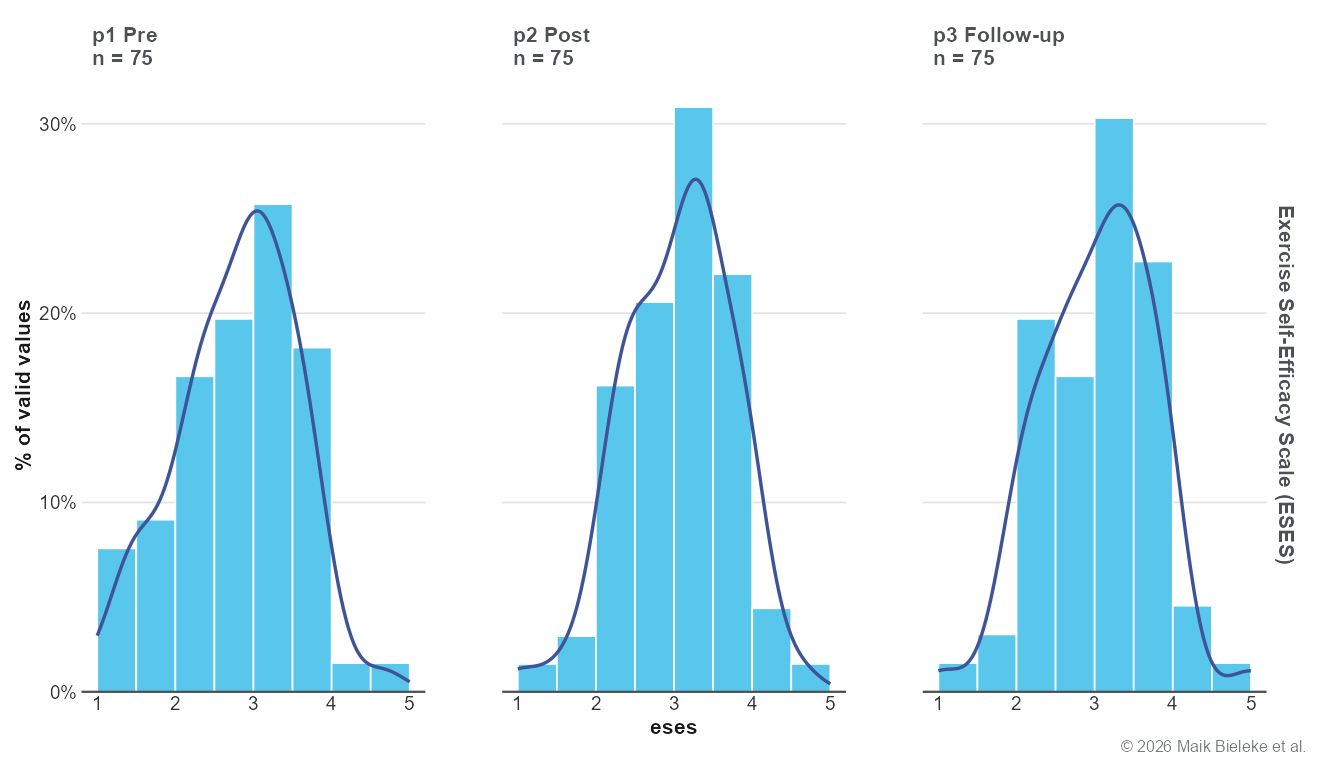 p1 Pre
n = 75
p2 Post
n = 75
p3 Follow-up
n = 75
30%
20%
10%
0%
% of valid values
1 2 3 4 5
1 2 3 4 5
1 2 3 4 5
eses
Exercise Self-Efficacy Scale (ESES)
© 2026 Maik Bieleke et al.